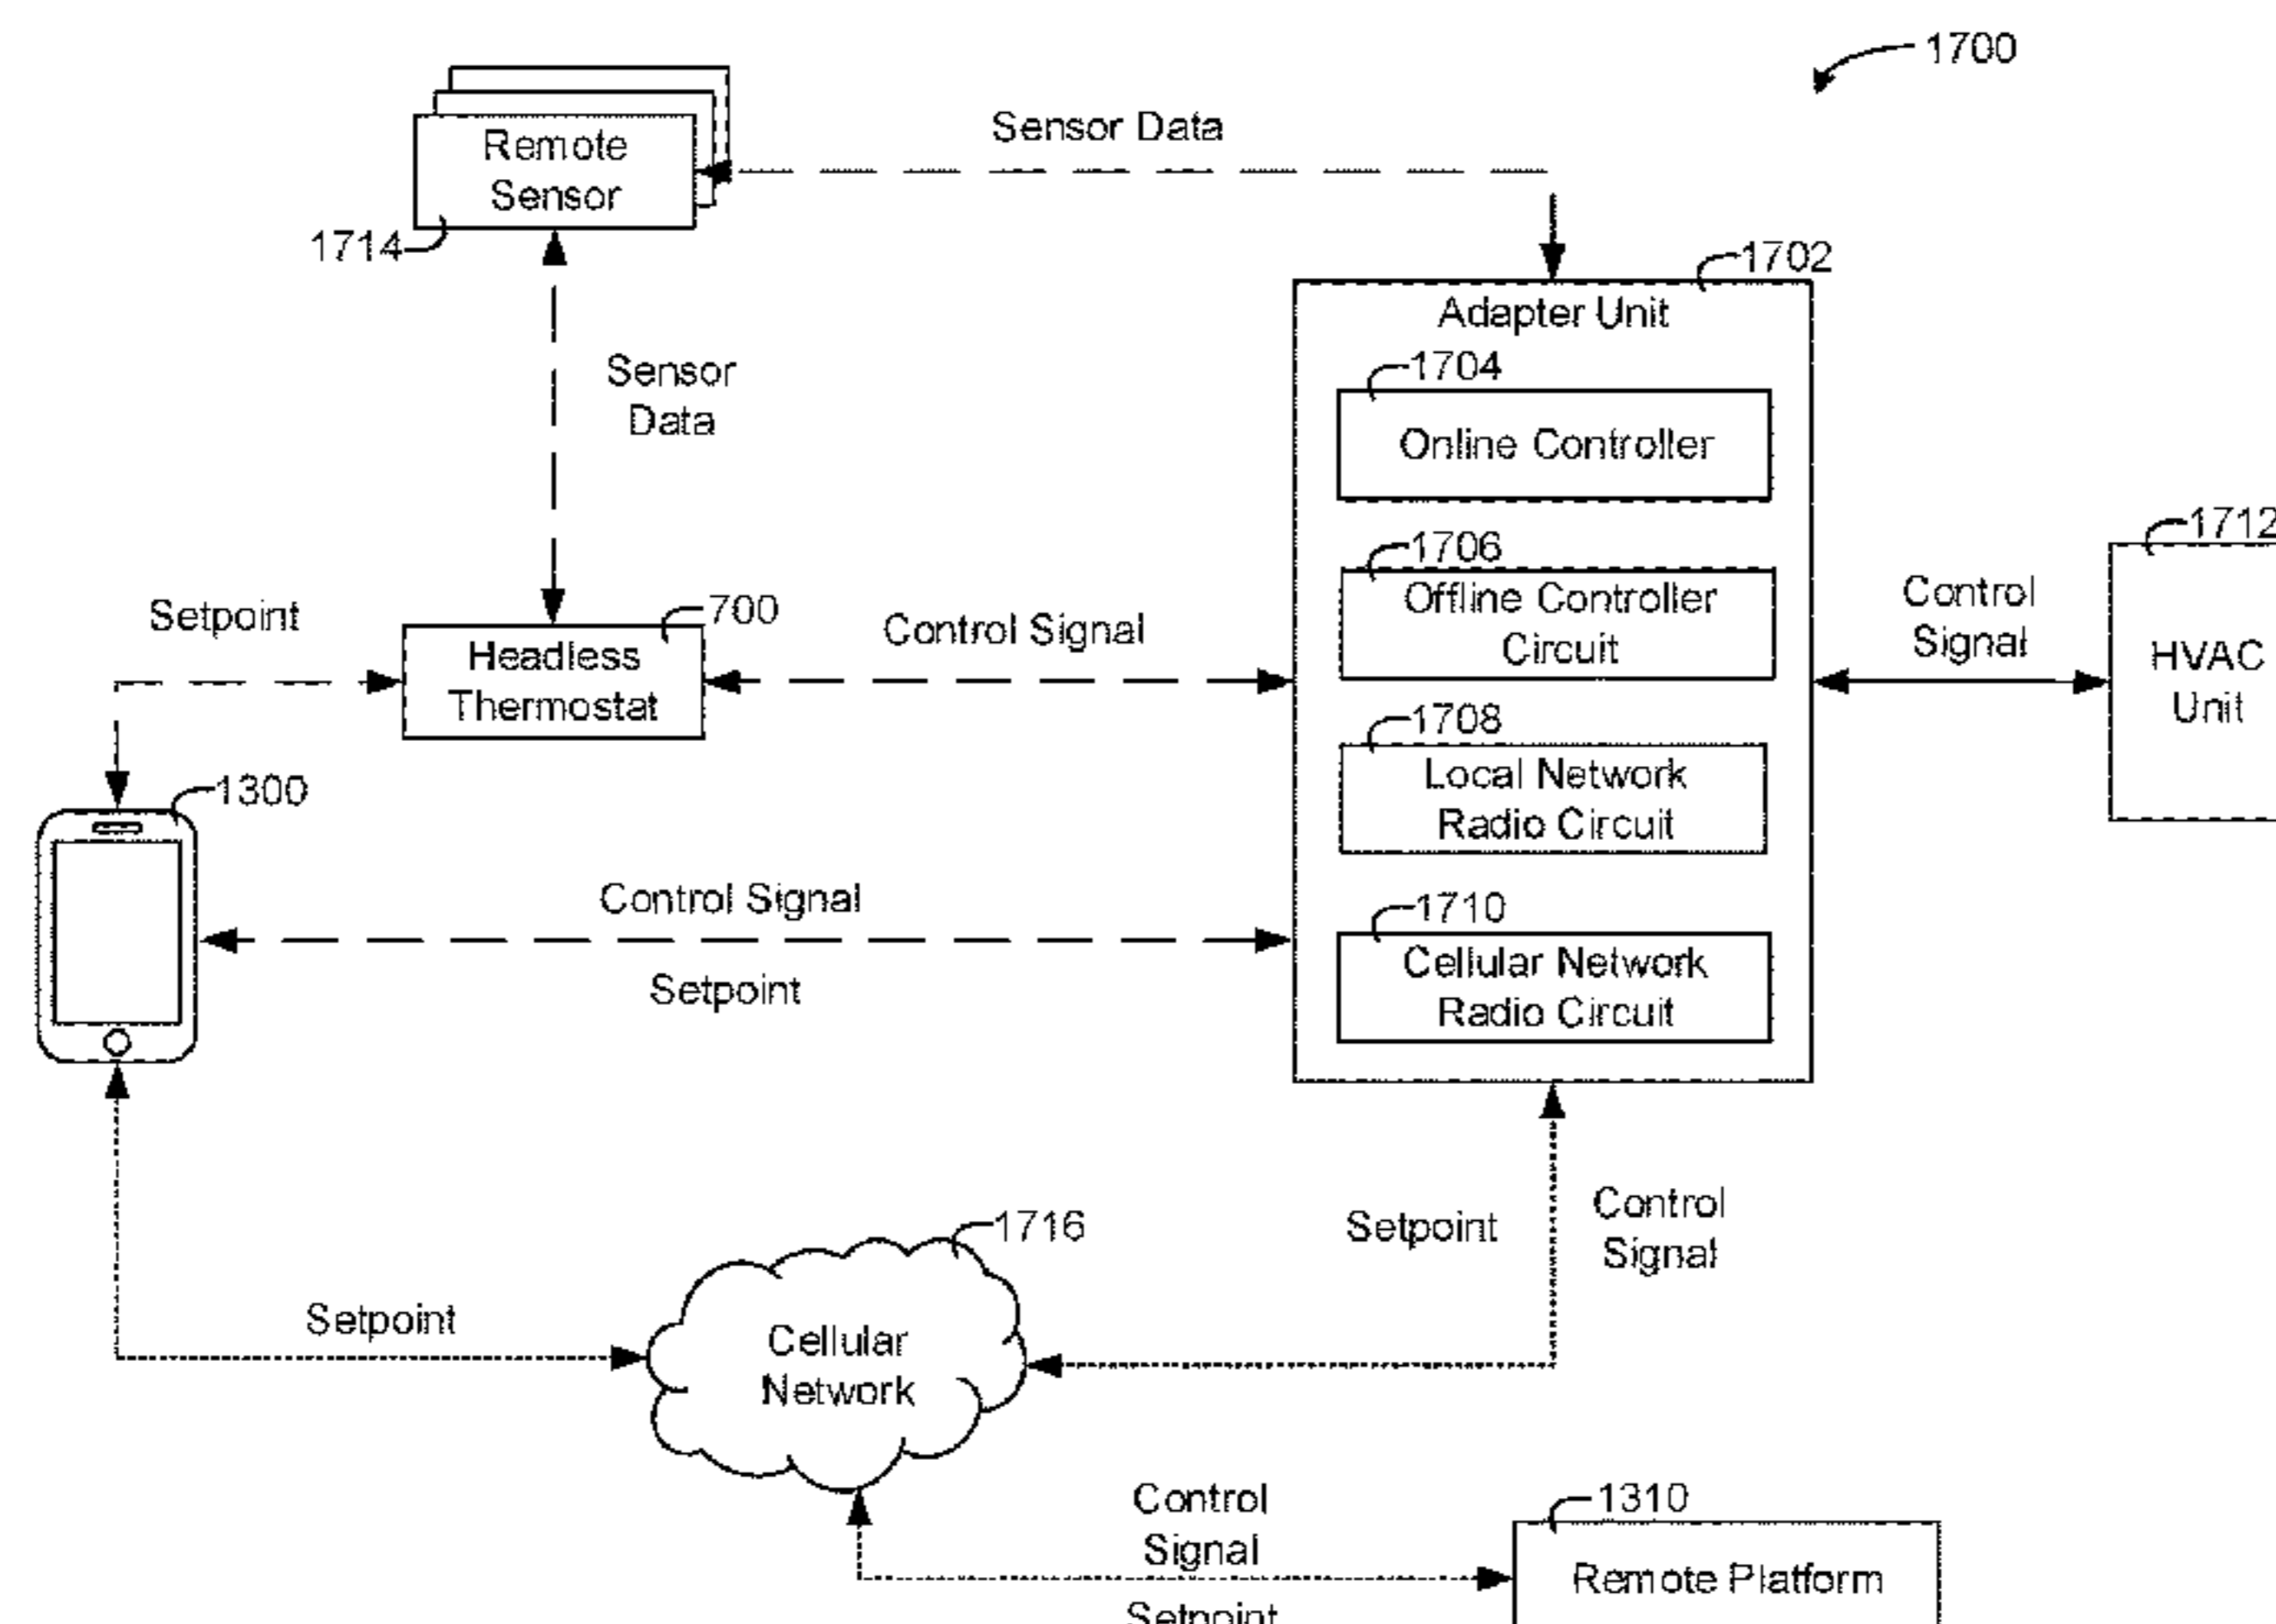 1700
Remote
Sensor
1714
Sensor Data
1702
Adapter Unit
1704
Online Controller
Sensor
Data
1706
Offline Controller
Circuit
1712
Control
Signal
HVAC
Unit
Setpoint
700
Headless
Thermostat
Control Signal
1708
Local Network
Radio Circuit
1300
Control Signal
Setpoint
1710
Cellular Network
Radio Circuit
Setpoint
Control
Signal
1716
Cellular
Network
Setpoint
Control
Signal
Setpoint
1310
Remote Platform